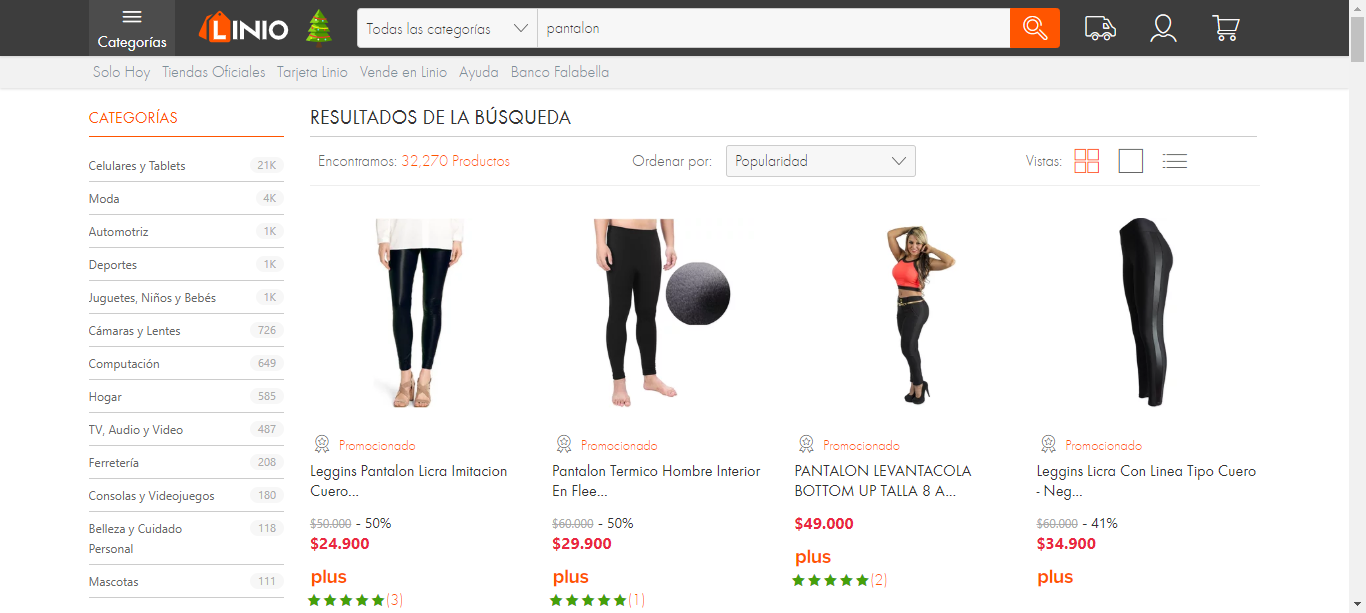 Categorías
LINIO
Todas las categorías
pantalon
Solo Hoy Tiendas Oficiales Tarjeta Linio Vende en Linio Ayuda Banco Falabella
CATEGORÍAS
Celulares y Tablets 21K
Moda 4K
Automotriz 1K
Deportes 1K
Juguetes, Niños y Bebés 1K
Cámaras y Lentes 726
Computación 649
Hogar 585
TV, Audio y Video 487
Ferretería 208
Consolas y Videojuegos 180
Belleza y Cuidado
Personal 118
Mascotas 111
RESULTADOS DE LA BÚSQUEDA
Encontramos: 32,270 Productos
Ordenar por: Popularidad
Vistas:
Promocionado
Leggins Pantalon Licra Imitacion
Cuero...
$50.000 - 50%
$24.900
plus
(3)
Promocionado
Pantalon Termico Hombre Interior
En Flee...
$60.000 - 50%
$29.900
plus
(1)
Promocionado
PANTALON LEVANTACOLA
BOTTOM UP TALLA 8 A...
$49.000
plus
(2)
Promocionado
Leggins Licra Con Linea Tipo Cuero
- Neg...
$60.000 - 41%
$34.900
plus